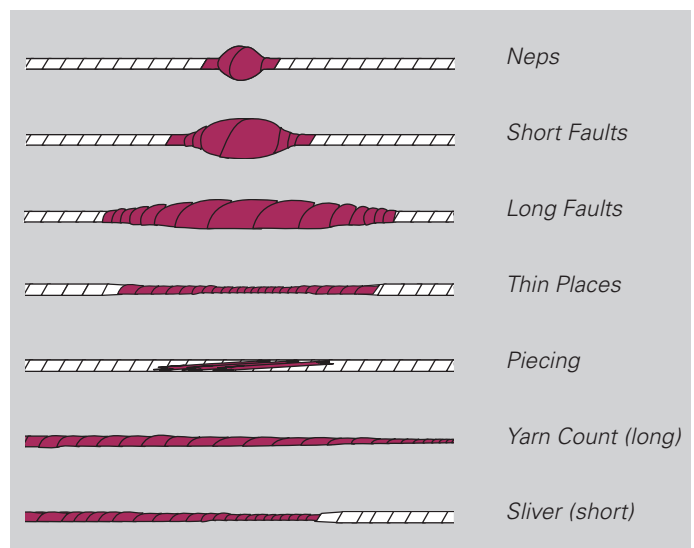 Neps
Short Faults
Long Faults
Thin Places
Piecing
Yarn Count (long)
Sliver (short)